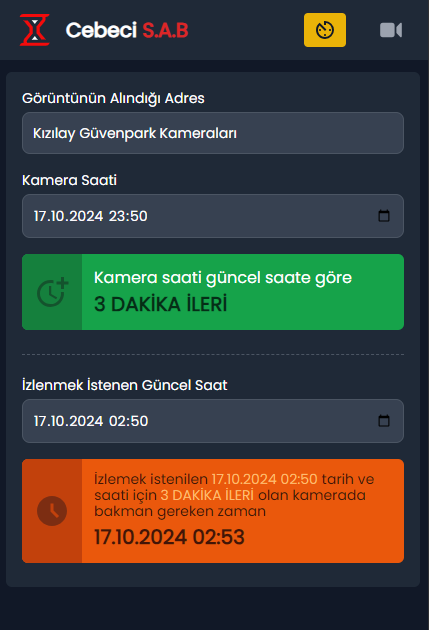 Cebeci S.A.B
Görüntünün Alındığı Adres
Kızılay Güvenpark Kameraları
Kamera Saati
17.10.2024 23:50
Kamera saati güncel saate göre
3 DAKİKA İLERİ
İzlenmek İstenen Güncel Saat
17.10.2024 02:50
İzlemek istenilen 17.10.2024 02:50 tarih ve
saati için 3 DAKİKA İLERİ olan kamerada
bakman gereken zaman
17.10.2024 02:53